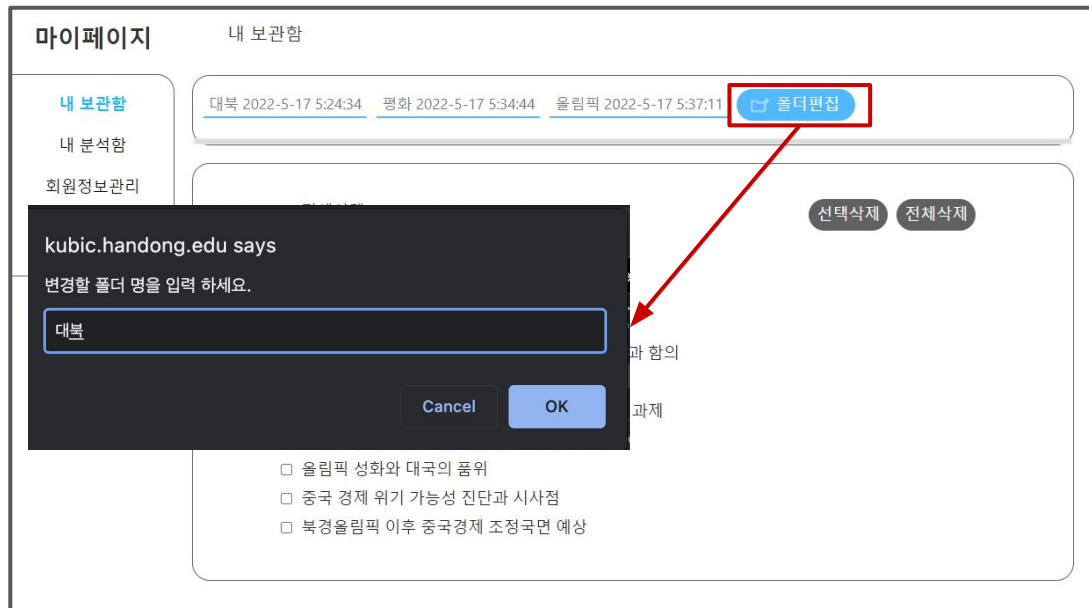 마이페이지
내 보관함
내 보관함
내 분석함
회원정보관리
대북 2022-5-17 5:24:34 평화 2022-5-17 5:34:44 올림픽 2022-5-17 5:37:11 폴더편집
선택삭제 전체삭제
kubic.handong.edu says
변경할 폴더 명을 입력 하세요.
대북
Cancel OK
과 함의
과제
올림픽 성화와 대국의 품위
중국 경제 위기 가능성 진단과 시사점
북경올림픽 이후 중국경제 조정국면 예상